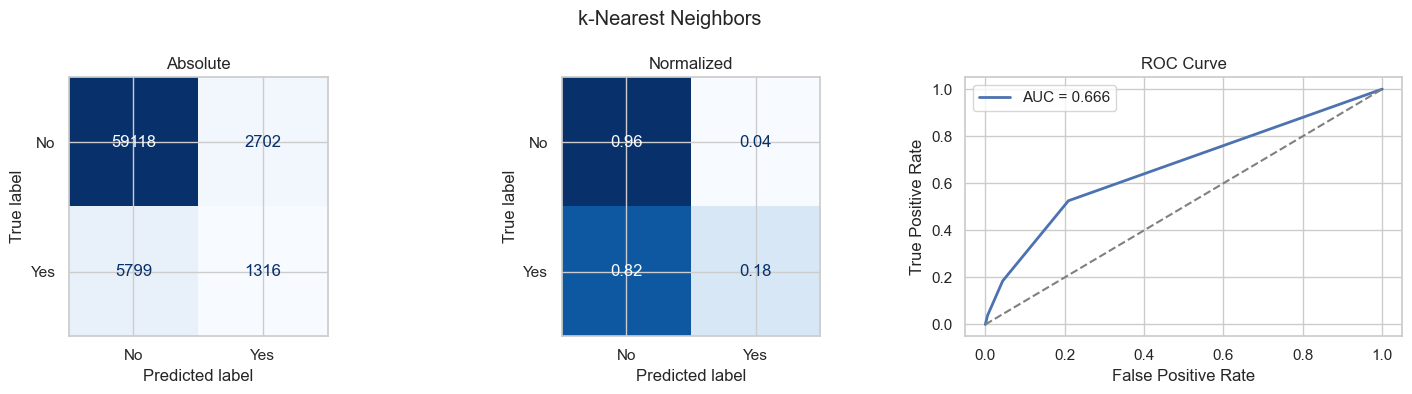 k-Nearest Neighbors
Absolute
True label
No
Yes
59118
2702
5799
1316
No
Yes
Predicted label
Normalized
True label
No
Yes
0.96
0.04
0.82
0.18
No
Yes
Predicted label
ROC Curve
AUC = 0.666
True Positive Rate
1.0
0.8
0.6
0.4
0.2
0.0
0.0
0.2
0.4
0.6
0.8
1.0
False Positive Rate